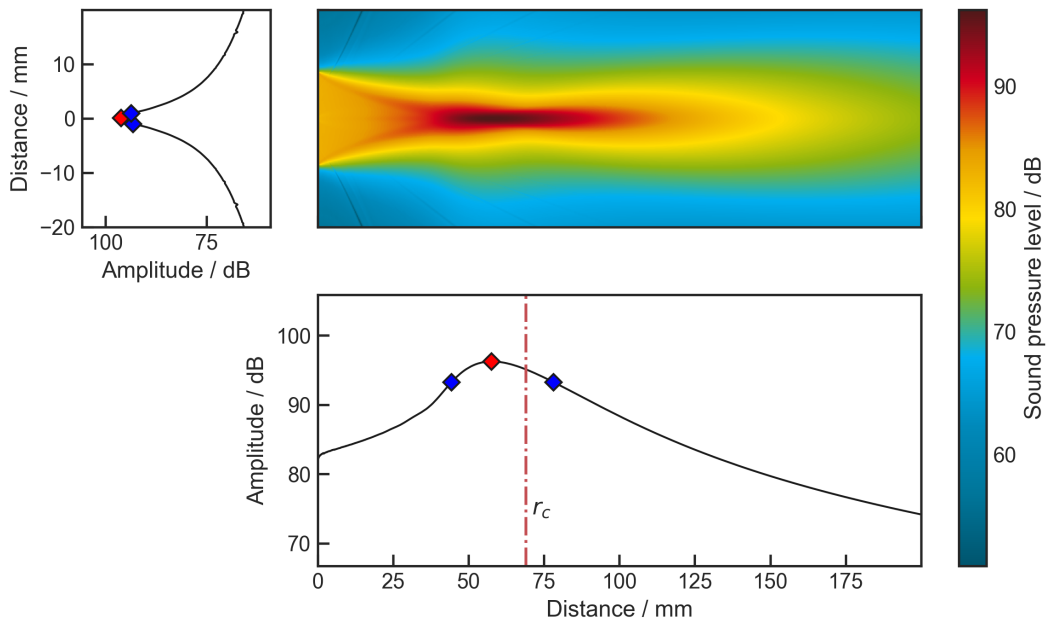 10
0
−10
−20
Distance / mm
100 75
Amplitude / dB
90
80
70
60
Sound pressure level / dB
100
90
80
70
Amplitude / dB
r_c
0 25 50 75 100 125 150 175
Distance / mm